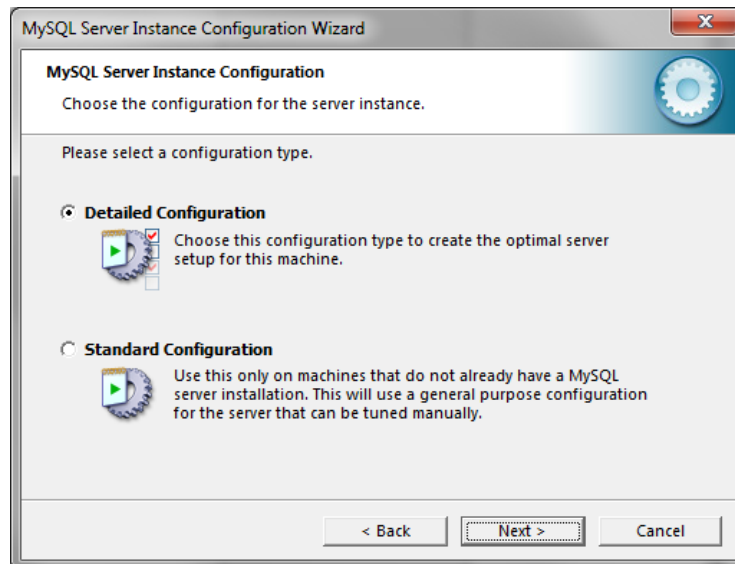 MySQL Server Instance Configuration Wizard
MySQL Server Instance Configuration
Choose the configuration for the server instance.
Please select a configuration type.
Detailed Configuration
Choose this configuration type to create the optimal server
setup for this machine.
Standard Configuration
Use this only on machines that do not already have a MySQL
server installation. This will use a general purpose configuration
for the server that can be tuned manually.
< Back
Next >
Cancel